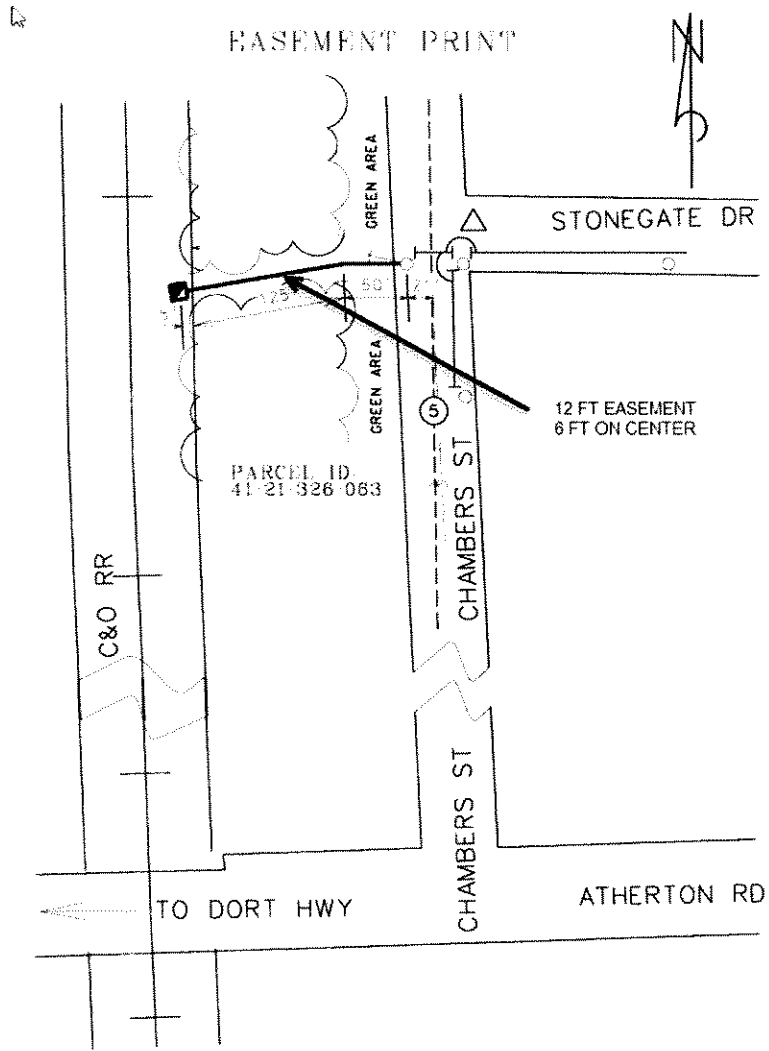 EASEMENT PRINT
N
GREEN AREA
STONEGATE DR
125'
50'
GREEN AREA
5
12 FT EASEMENT
6 FT ON CENTER
PARCEL ID
41-21-326-063
CHAMBERS ST
C&O RR
CHAMBERS ST
TO DORT HWY
ATHERTON RD